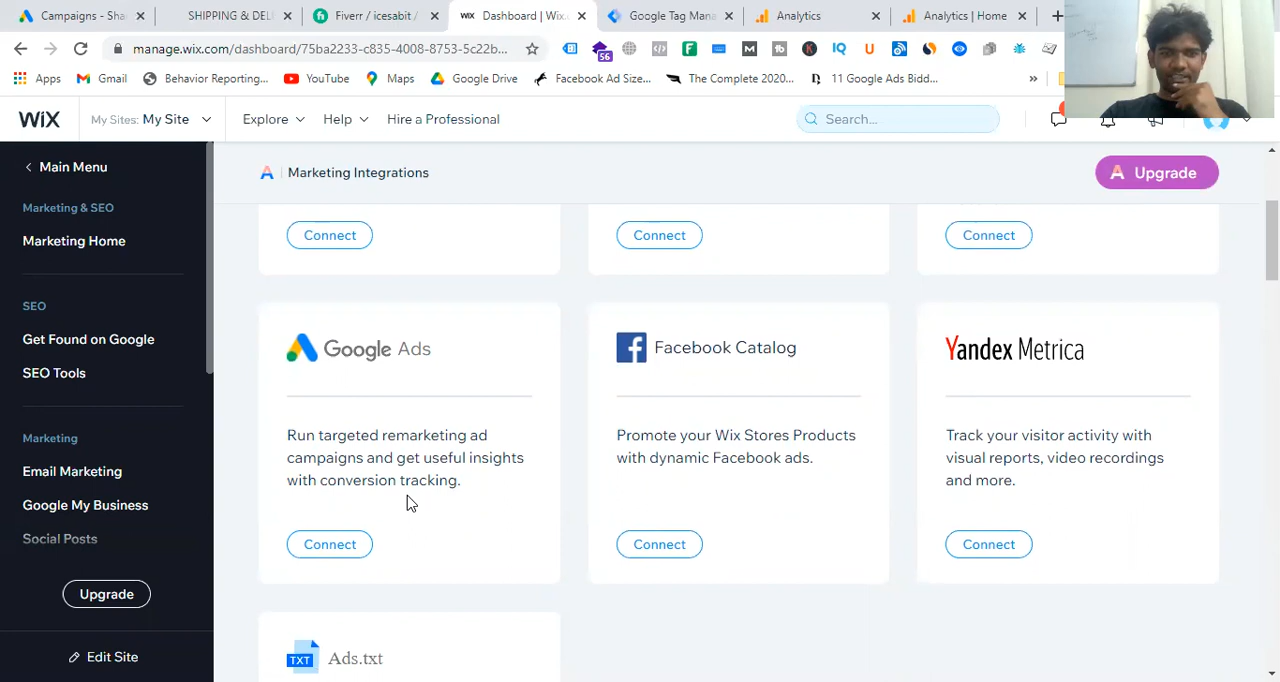 Campaigns - Sha
SHIPPING & DEL
Fiverr / icesabit /
Dashboard | Wix.c
Google Tag Mana
Analytics
Analytics | Home
manage.wix.com/dashboard/75ba2233-c835-4008-8753-5c22b...
56
IQ
Apps
Gmail
Behavior Reporting...
YouTube
Maps
Google Drive
Facebook Ad Size...
The Complete 2020...
11 Google Ads Bidd...
WiX
My Sites: My Site
Explore
Help
Hire a Professional
Search...
Main Menu
Marketing Integrations
Upgrade
Marketing & SEO
Marketing Home
SEO
Get Found on Google
SEO Tools
Marketing
Email Marketing
Google My Business
Social Posts
Upgrade
Edit Site
Connect
Connect
Connect
Google Ads
Run targeted remarketing ad
campaigns and get useful insights
with conversion tracking.
Connect
Facebook Catalog
Promote your Wix Stores Products
with dynamic Facebook ads.
Connect
Yandex Metrica
Track your visitor activity with
visual reports, video recordings
and more.
Connect
TXT
Ads.txt